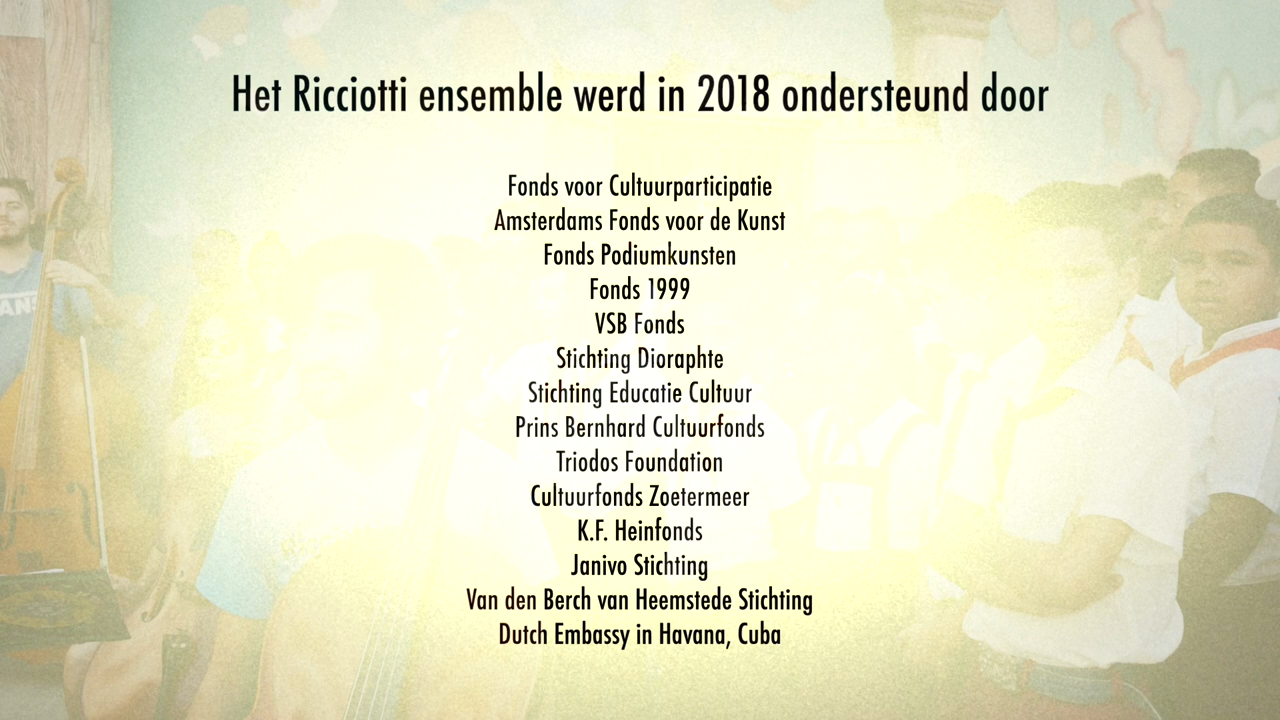 Het Ricciotti ensemble werd in 2018 ondersteund door
Fonds voor Cultuurparticipatie
Amsterdams Fonds voor de Kunst
Fonds Podiumkunsten
Fonds 1999
VSB Fonds
Stichting Dioraphte
Stichting Educatie Cultuur
Prins Bernhard Cultuurfonds
Triodos Foundation
Cultuurfonds Zoetermeer
K.F. Heinfonds
Janivo Stichting
Van den Berch van Heemstede Stichting
Dutch Embassy in Havana, Cuba